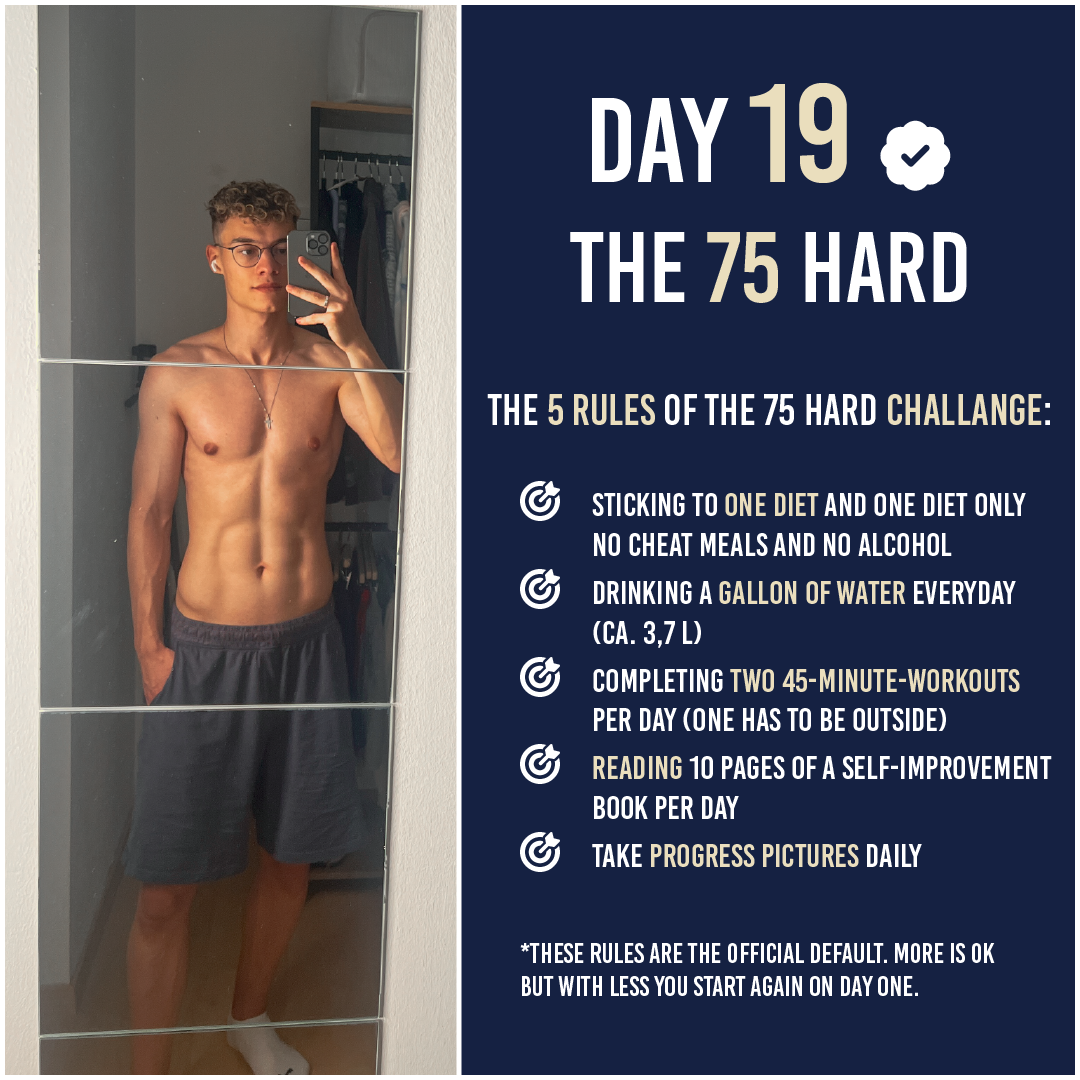 DAY 19
THE 75 HARD
THE 5 RULES OF THE 75 HARD CHALLANGE:
STICKING TO ONE DIET AND ONE DIET ONLY
NO CHEAT MEALS AND NO ALCOHOL
DRINKING A GALLON OF WATER EVERYDAY
(CA. 3,7 L)
COMPLETING TWO 45-MINUTE-WORKOUTS
PER DAY (ONE HAS TO BE OUTSIDE)
READING 10 PAGES OF A SELF-IMPROVEMENT
BOOK PER DAY
TAKE PROGRESS PICTURES DAILY
*THESE RULES ARE THE OFFICIAL DEFAULT. MORE IS OK
BUT WITH LESS YOU START AGAIN ON DAY ONE.